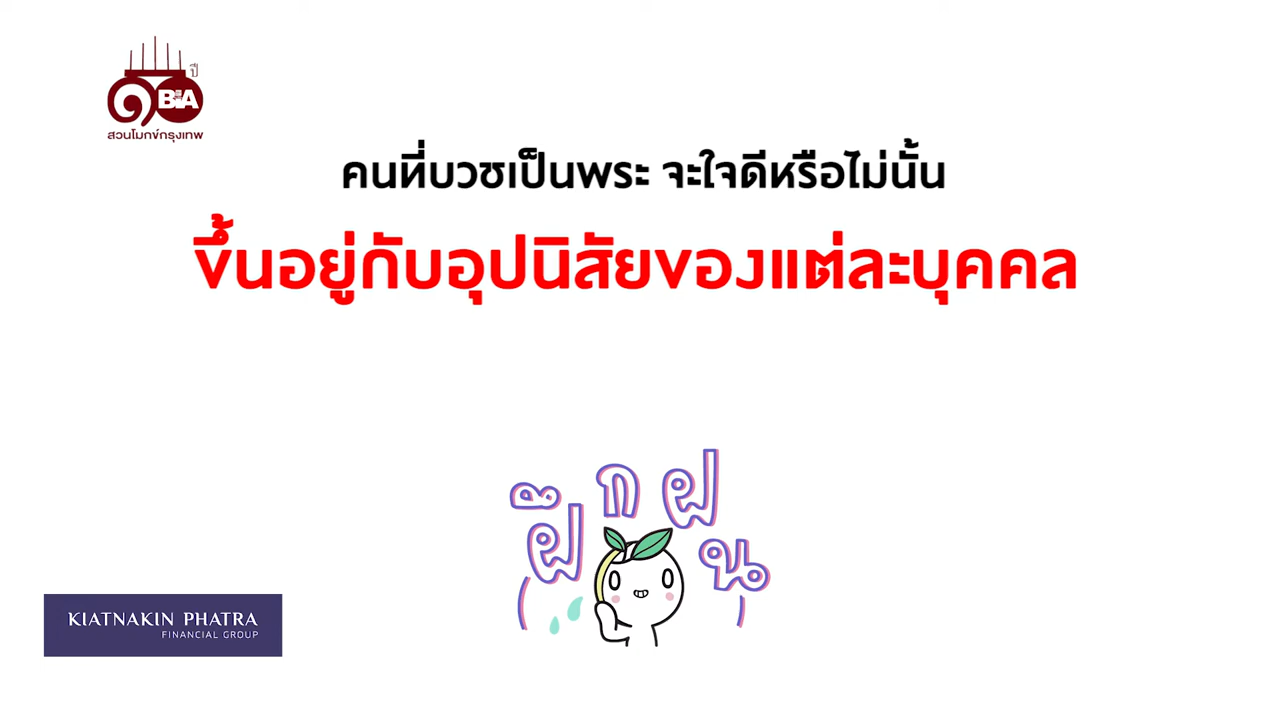 ๑๐ ปี
BIA
สวนโมกข์กรุงเทพ
คนที่บวชเป็นพระ จะใจดีหรือไม่นั้น
ขึ้นอยู่กับอุปนิสัยของแต่ละบุคคล
ฝึกฝน
KIATNAKIN PHATRA
FINANCIAL GROUP